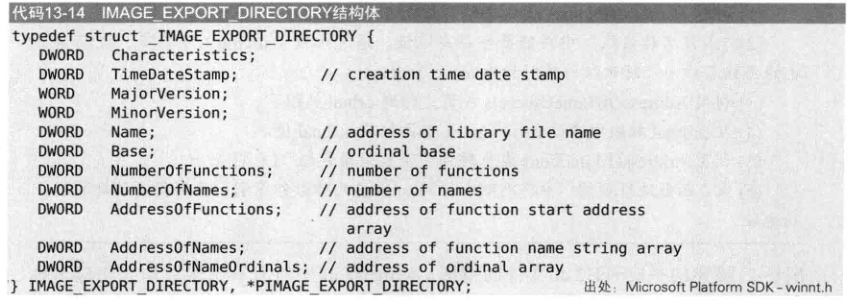 代码13-14 IMAGE_EXPORT_DIRECTORY结构体
typedef struct _IMAGE_EXPORT_DIRECTORY {
DWORD Characteristics;
DWORD TimeDateStamp; // creation time date stamp
WORD MajorVersion;
WORD MinorVersion;
DWORD Name; // address of library file name
DWORD Base; // ordinal base
DWORD NumberOfFunctions; // number of functions
DWORD NumberOfNames; // number of names
DWORD AddressOfFunctions; // address of function start address
array
DWORD AddressOfNames; // address of function name string array
DWORD AddressOfNameOrdinals; // address of ordinal array
} IMAGE_EXPORT_DIRECTORY, *PIMAGE_EXPORT_DIRECTORY;
出处: Microsoft Platform SDK - winnt.h